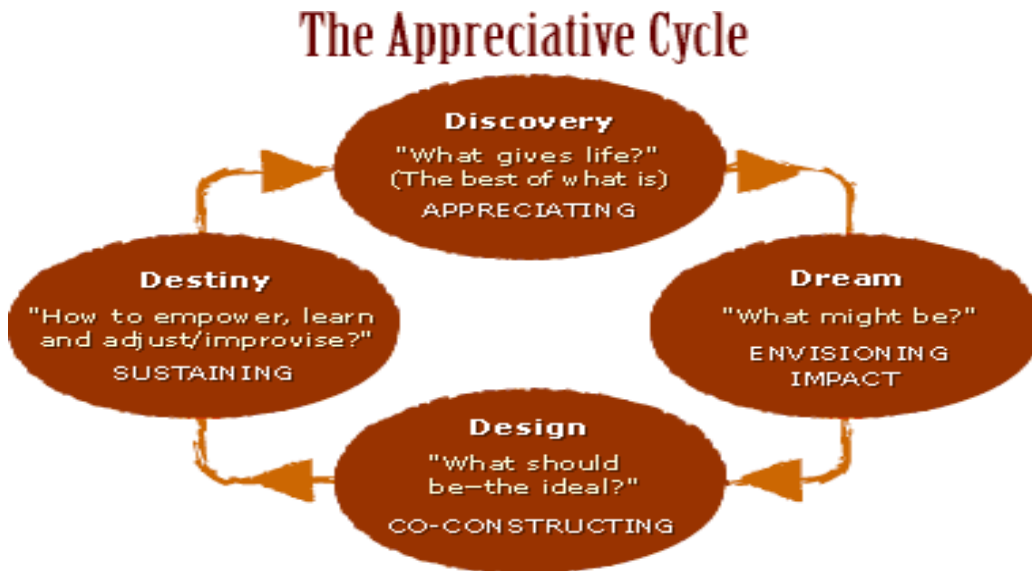 The Appreciative Cycle
Discovery
"What gives life?"
(The best of what is)
APPRECIATING
Dream
"What might be?"
ENVISIONING
IMPACT
Design
"What should
be—the ideal?"
CO-CONSTRUCTING
Destiny
"How to empower, learn
and adjust/improvise?"
SUSTAINING